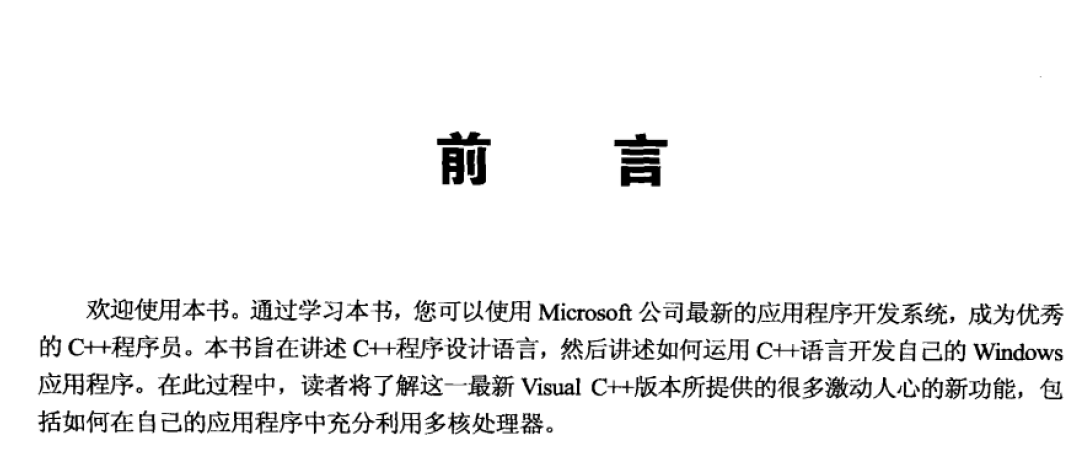 前 言
欢迎使用本书。通过学习本书，您可以使用 Microsoft 公司最新的应用程序开发系统，成为优秀
的 C++程序员。本书旨在讲述 C++程序设计语言，然后讲述如何运用 C++语言开发自己的 Windows
应用程序。在此过程中，读者将了解这一最新 Visual C++版本所提供的很多激动人心的新功能，包
括如何在自己的应用程序中充分利用多核处理器。